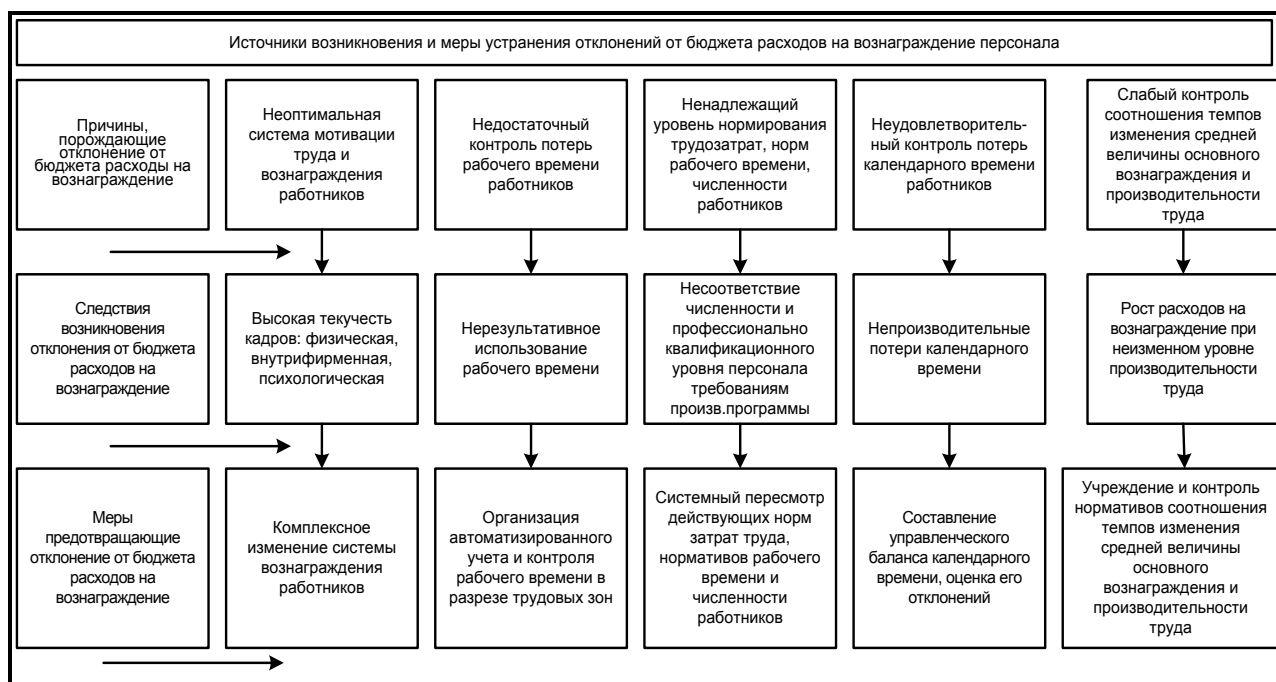 Источники возникновения и меры устранения отклонений от бюджета расходов на вознаграждение персонала
Причины,
порождающие
отклонение от
бюджета расходы на
вознаграждение
Неоптимальная
система мотивации
труда и
вознаграждения
работников
Недостаточный
контроль потерь
рабочего времени
работников
Ненадлежащий
уровень нормирования
трудозатрат, норм
рабочего времени,
численности
работников
Неудовлетворитель-
ный контроль потерь
календарного времени
работников
Слабый контроль
соотношения темпов
изменения средней
величины основного
вознаграждения и
производительности
труда
Следствия
возникновения
отклонения от бюджета
расходов на
вознаграждение
Высокая текучесть
кадров: физическая,
внутрифирменная,
психологическая
Нерезультативное
использование
рабочего времени
Несоответствие
численности и
профессионально
квалификационного
уровня персонала
требованиям
произв.программы
Непроизводительные
потери календарного
времени
Рост расходов на
вознаграждение при
неизменном уровне
производительности
труда
Меры
предотвращающие
отклонение от бюджета
расходов на
вознаграждение
Комплексное
изменение системы
вознаграждения
работников
Организация
автоматизированного
учета и контроля
рабочего времени в
разрезе трудовых зон
Системный пересмотр
действующих норм
затрат труда,
нормативов рабочего
времени и
численности
работников
Составление
управленческого
баланса календарного
времени, оценка его
отклонений
Учреждение и контроль
нормативов соотношения
темпов изменения
средней величины
основного
вознаграждения и
производительности
труда